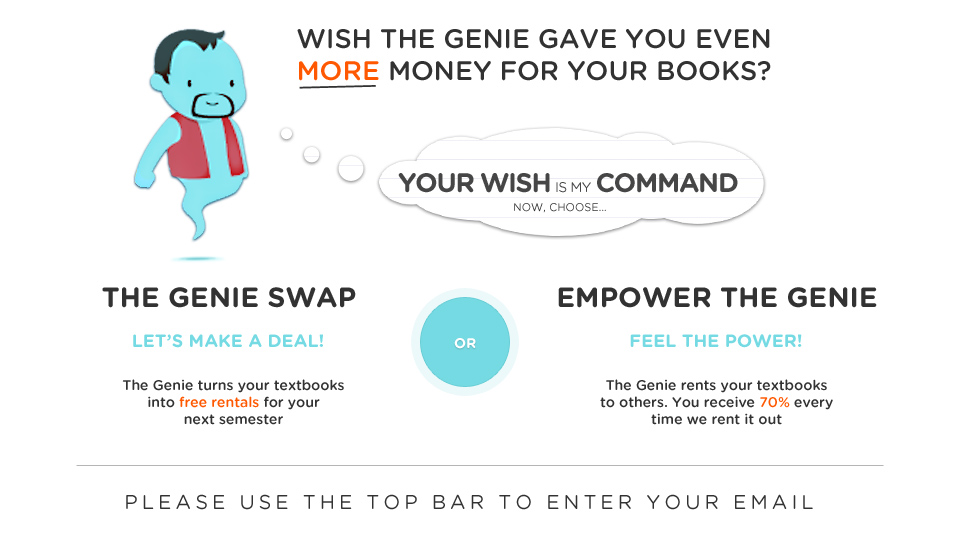 WISH THE GENIE GAVE YOU EVEN
MORE MONEY FOR YOUR BOOKS?
YOUR WISH IS MY COMMAND
NOW, CHOOSE...
THE GENIE SWAP
LET'S MAKE A DEAL!
The Genie turns your textbooks
into free rentals for your
next semester
OR
EMPOWER THE GENIE
FEEL THE POWER!
The Genie rents your textbooks
to others. You receive 70% every
time we rent it out
PLEASE USE THE TOP BAR TO ENTER YOUR EMAIL